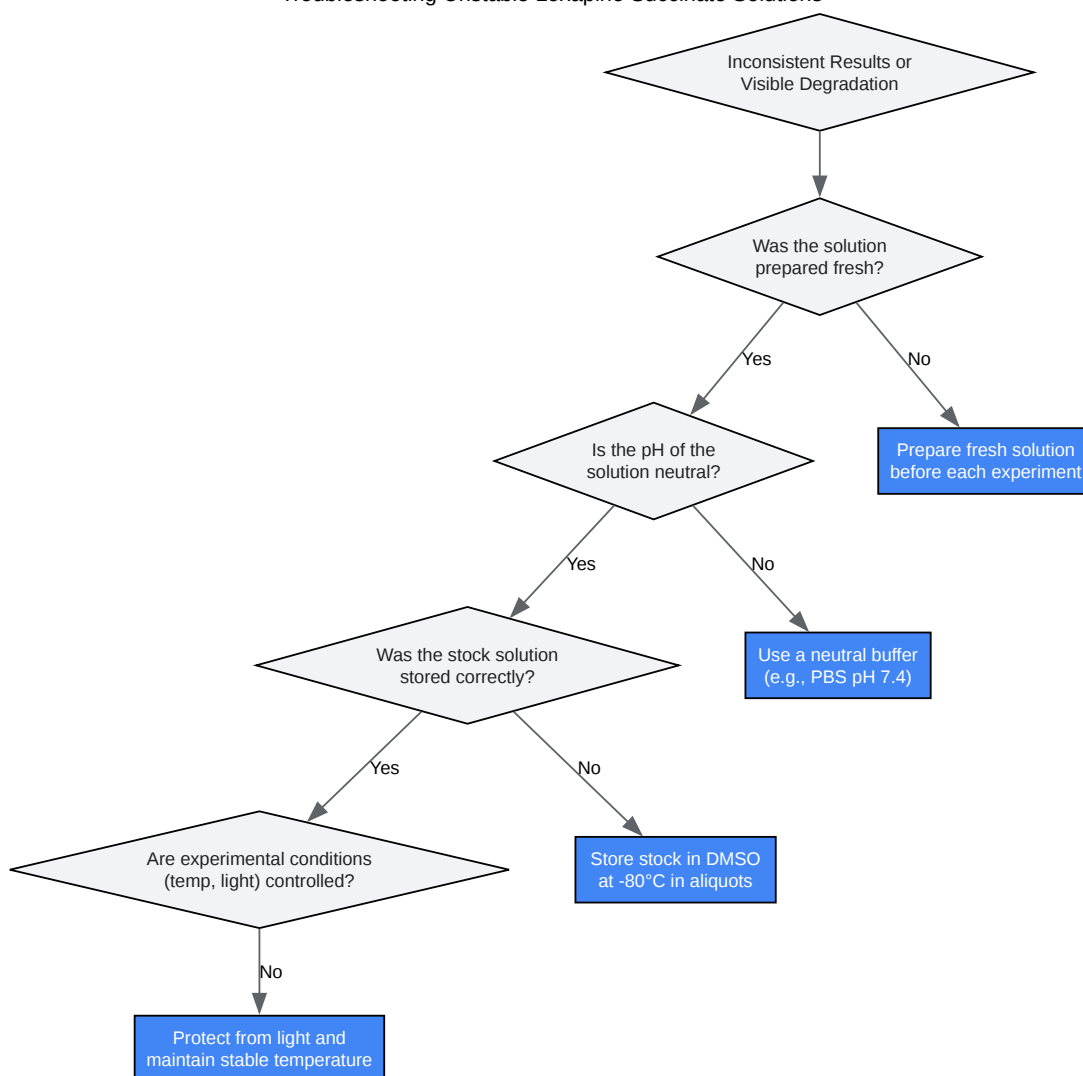 Troubleshooting Unstable Loxapine Succinate Solutions
Inconsistent Results or
Visible Degradation
Was the solution
prepared fresh?
Yes
No
Is the pH of the
solution neutral?
Prepare fresh solution
before each experiment
Yes
No
Was the stock solution
stored correctly?
Use a neutral buffer
(e.g., PBS pH 7.4)
Yes
No
Are experimental conditions
(temp, light) controlled?
Store stock in DMSO
at -80°C in aliquots
No
Protect from light and
maintain stable temperature